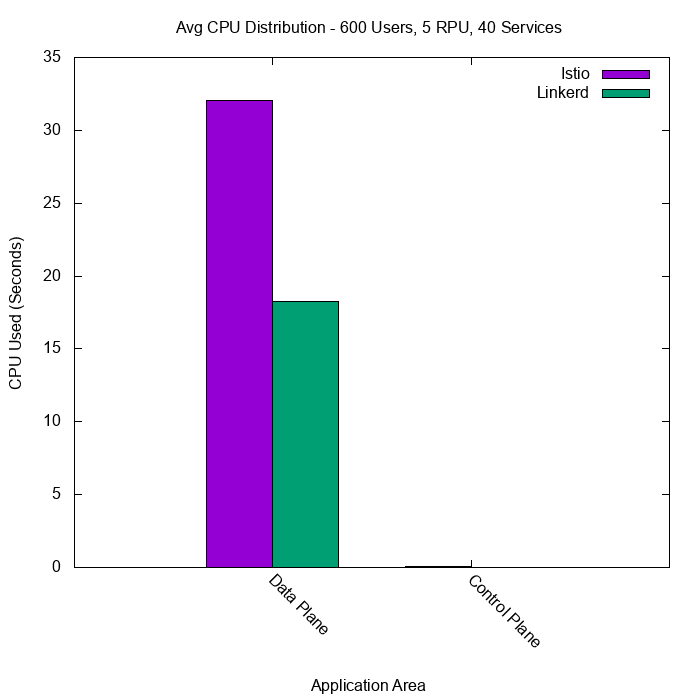 Avg CPU Distribution - 600 Users, 5 RPU, 40 Services
Istio
Linkerd
35
30
25
20
15
10
5
0
CPU Used (Seconds)
Data Plane
Control Plane
Application Area